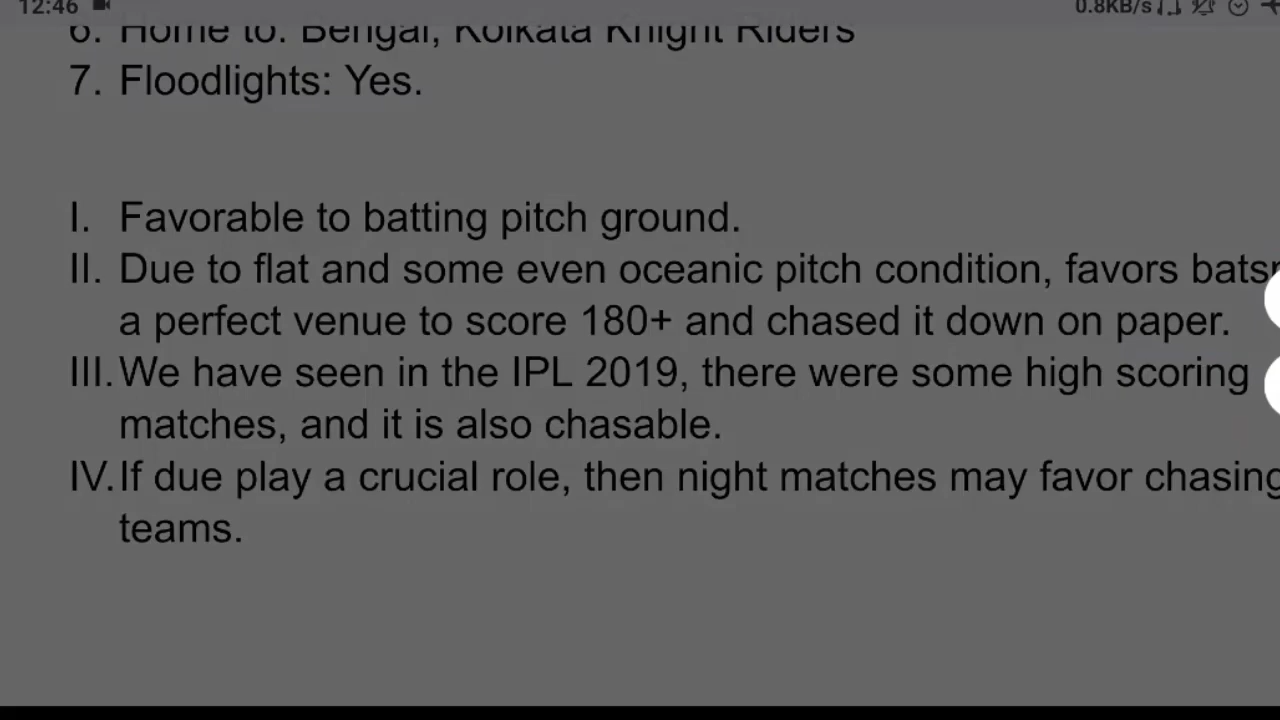 12:46 0.8KB/s
6. Home to: Bengal, Kolkata Knight Riders
7. Floodlights: Yes.
I. Favorable to batting pitch ground.
II. Due to flat and some even oceanic pitch condition, favors
a perfect venue to score 180+ and chased it down on paper.
III. We have seen in the IPL 2019, there were some high scoring
matches, and it is also chasable.
IV. If due play a crucial role, then night matches may favor chasing
teams.